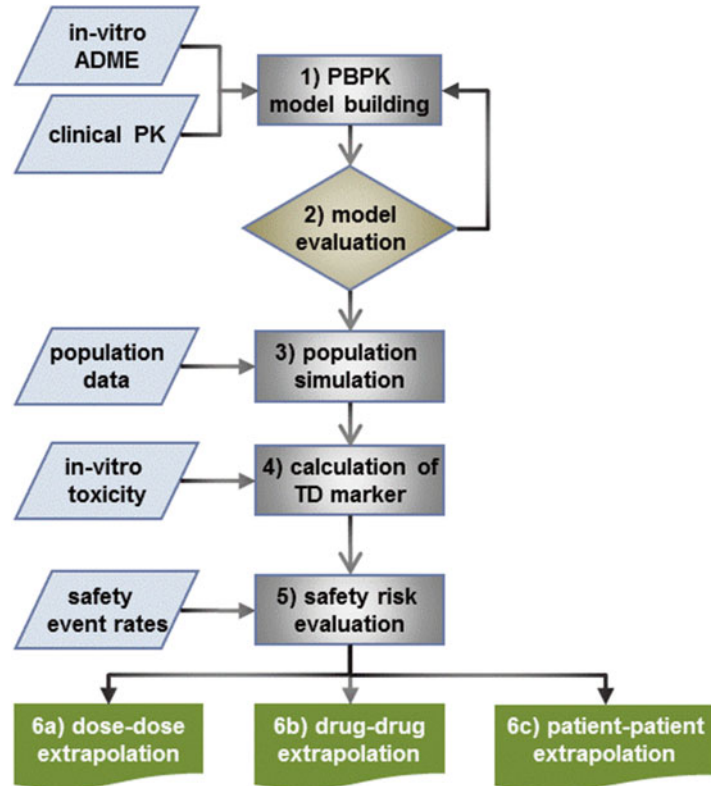 in-vitro
ADME
clinical PK
1) PBPK
model building
2) model
evaluation
population
data
3) population
simulation
in-vitro
toxicity
4) calculation of
TD marker
safety
event rates
5) safety risk
evaluation
6a) dose-dose
extrapolation
6b) drug-drug
extrapolation
6c) patient-patient
extrapolation